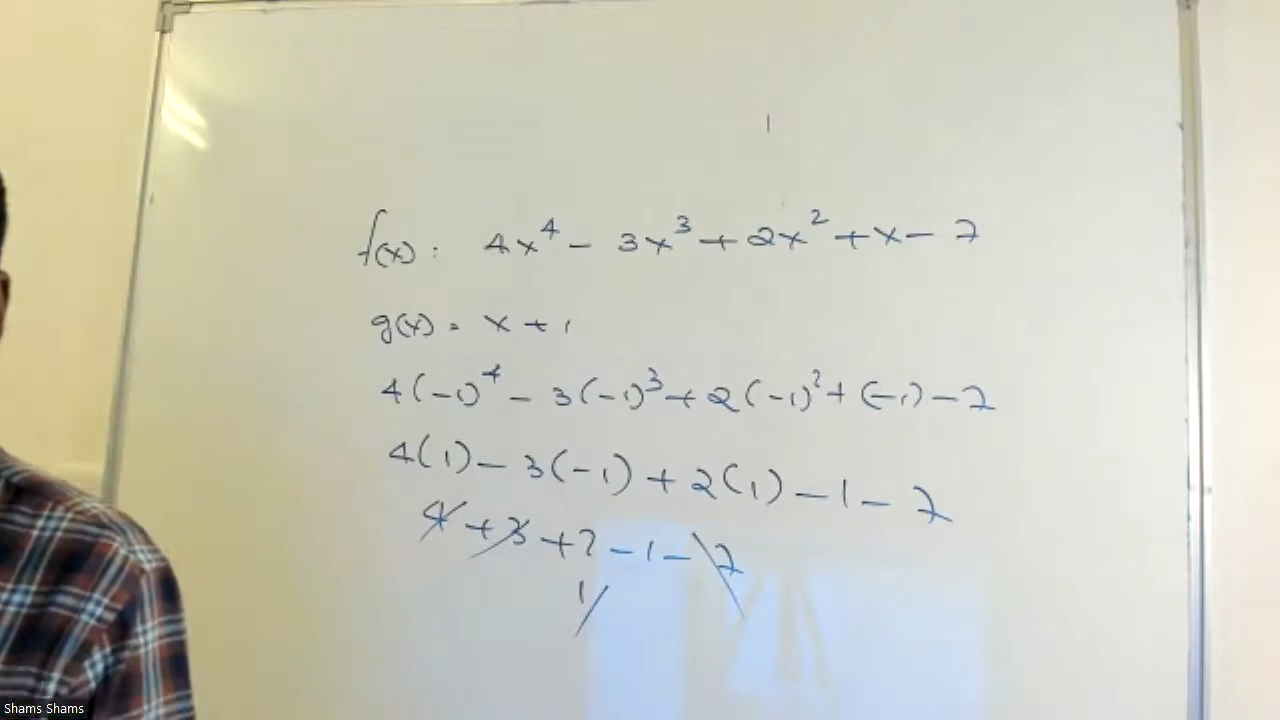 f(x) : 4x⁴ - 3x³ + 2x² + x - 7
g(x) = x + 1
4(-1)⁴ - 3(-1)³ + 2(-1)² + (-1) - 7
4(1) - 3(-1) + 2(1) - 1 - 7
4 + 3 + 2 - 1 - 7
1
Shams Shams